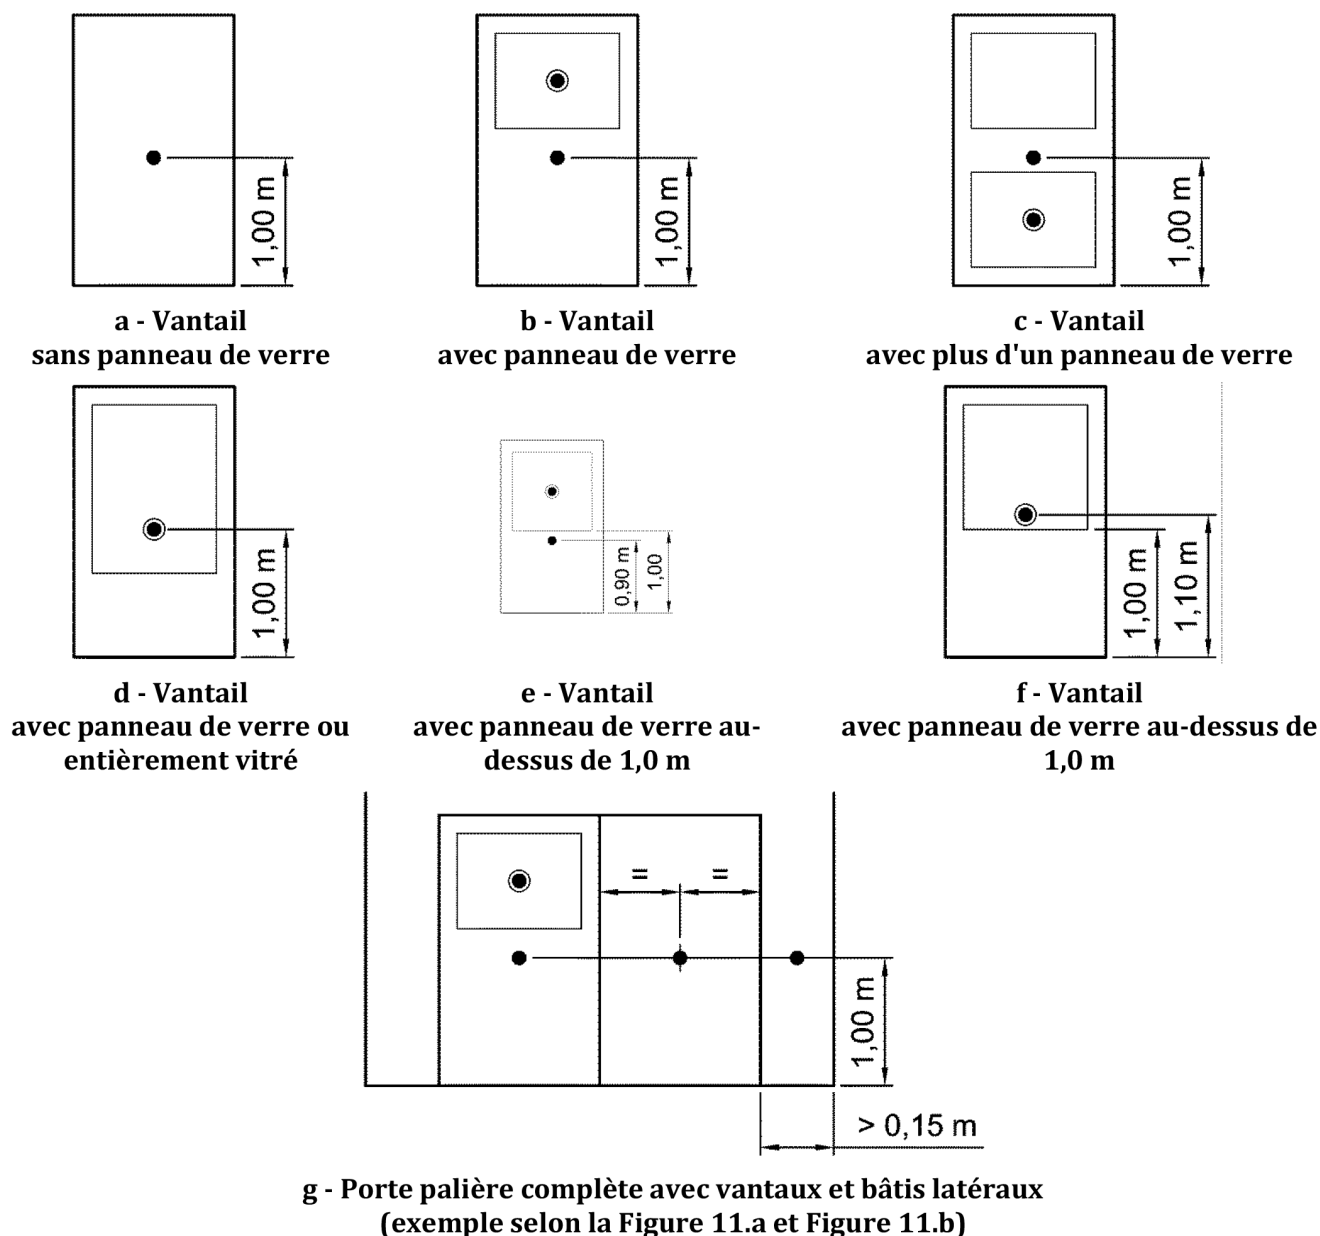 1,00 m
1,00 m
1,00 m
a - Vantail
sans panneau de verre
b - Vantail
avec panneau de verre
c - Vantail
avec plus d'un panneau de verre
1,00 m
0,90 m
1,00
1,00 m
1,10 m
d - Vantail
avec panneau de verre ou
entièrement vitré
e - Vantail
avec panneau de verre au-
dessus de 1,0 m
f - Vantail
avec panneau de verre au-dessus de
1,0 m
= =
1,00 m
> 0,15 m
g - Porte palière complète avec vantaux et bâtis latéraux
(exemple selon la Figure 11.a et Figure 11.b)